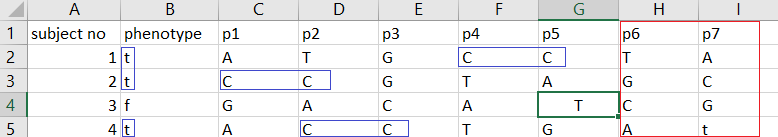 A B C D E F G H I
1 subject no phenotype p1 p2 p3 p4 p5 p6 p7
2 1 t A T G C C T A
3 2 t C C G T A G C
4 3 f G A C A T C G
5 4 t A C C T G A t